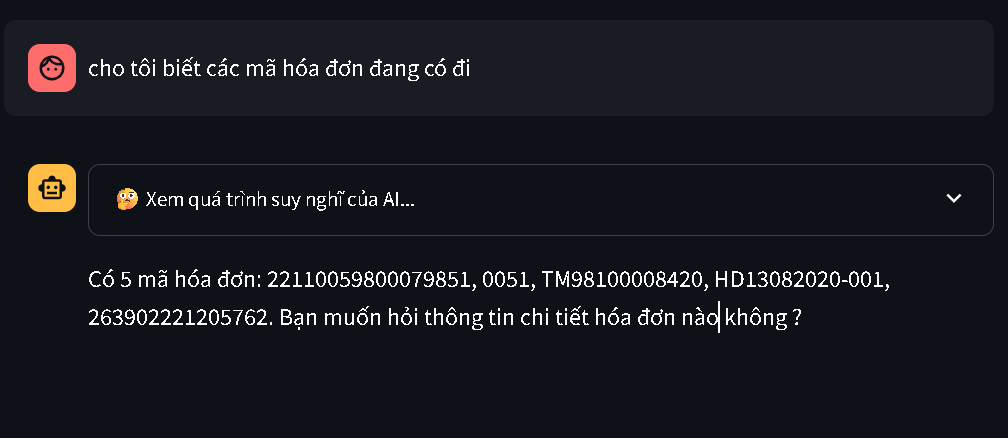 cho tôi biết các mã hóa đơn đang có đi
🤔 Xem quá trình suy nghĩ của AI...
Có 5 mã hóa đơn: 22110059800079851, 0051, TM98100008420, HD13082020-001,
263902221205762. Bạn muốn hỏi thông tin chi tiết hóa đơn nào không ?